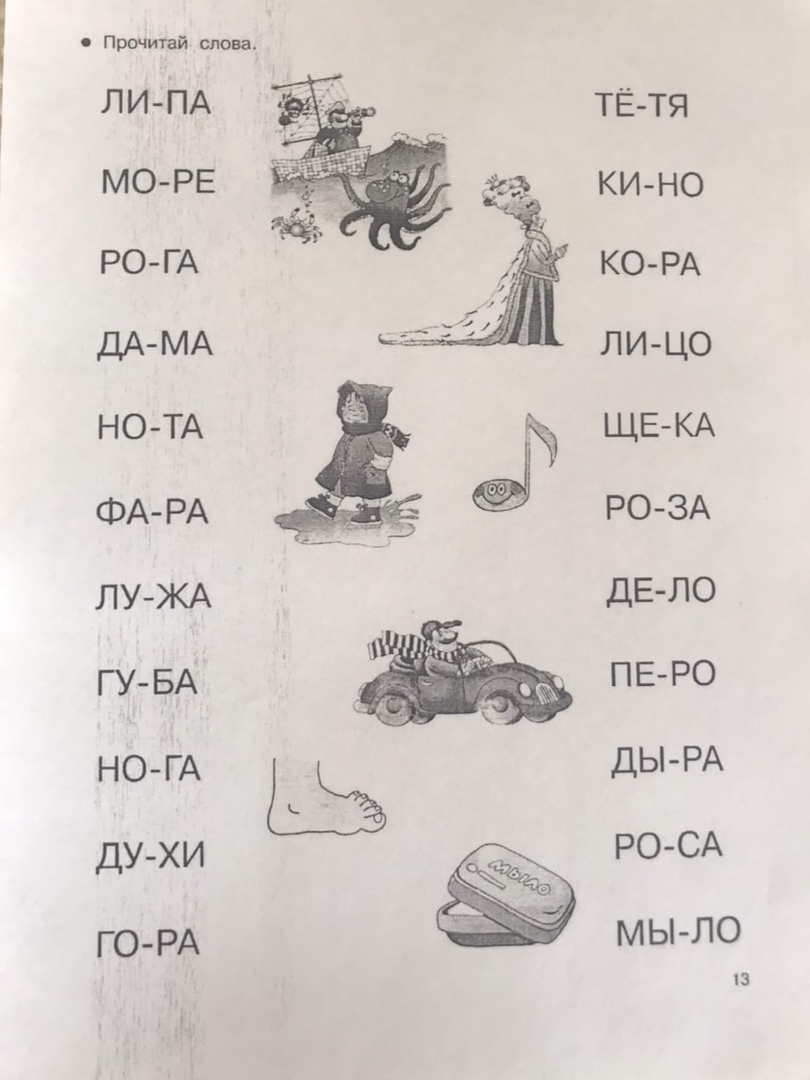 • Прочитай слова.
ЛИ-ПА
МО-РЕ
РО-ГА
ДА-МА
НО-ТА
ФА-РА
ЛУ-ЖА
ГУ-БА
НО-ГА
ДУ-ХИ
ГО-РА
ТЁ-ТЯ
КИ-НО
КО-РА
ЛИ-ЦО
ЩЕ-КА
РО-ЗА
ДЕ-ЛО
ПЕ-РО
ДЫ-РА
РО-СА
МЫ-ЛО
МЫЛО
13